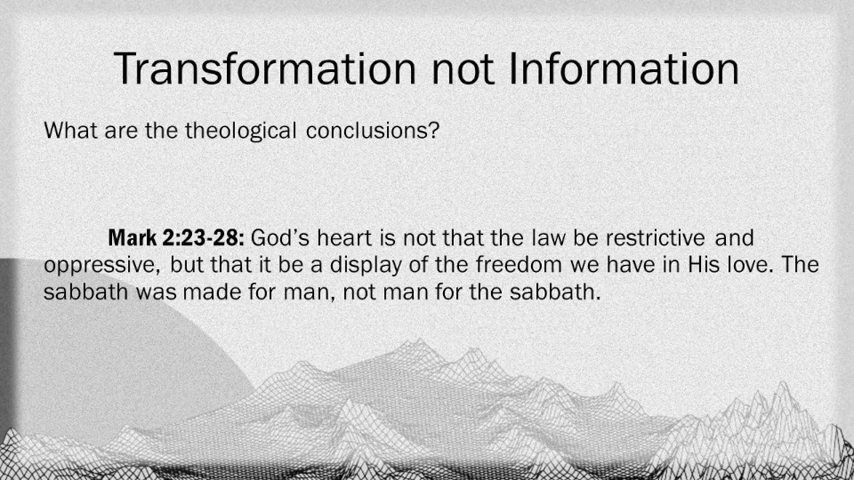 Transformation not Information
What are the theological conclusions?
Mark 2:23-28: God’s heart is not that the law be restrictive and
oppressive, but that it be a display of the freedom we have in His love. The
sabbath was made for man, not man for the sabbath.